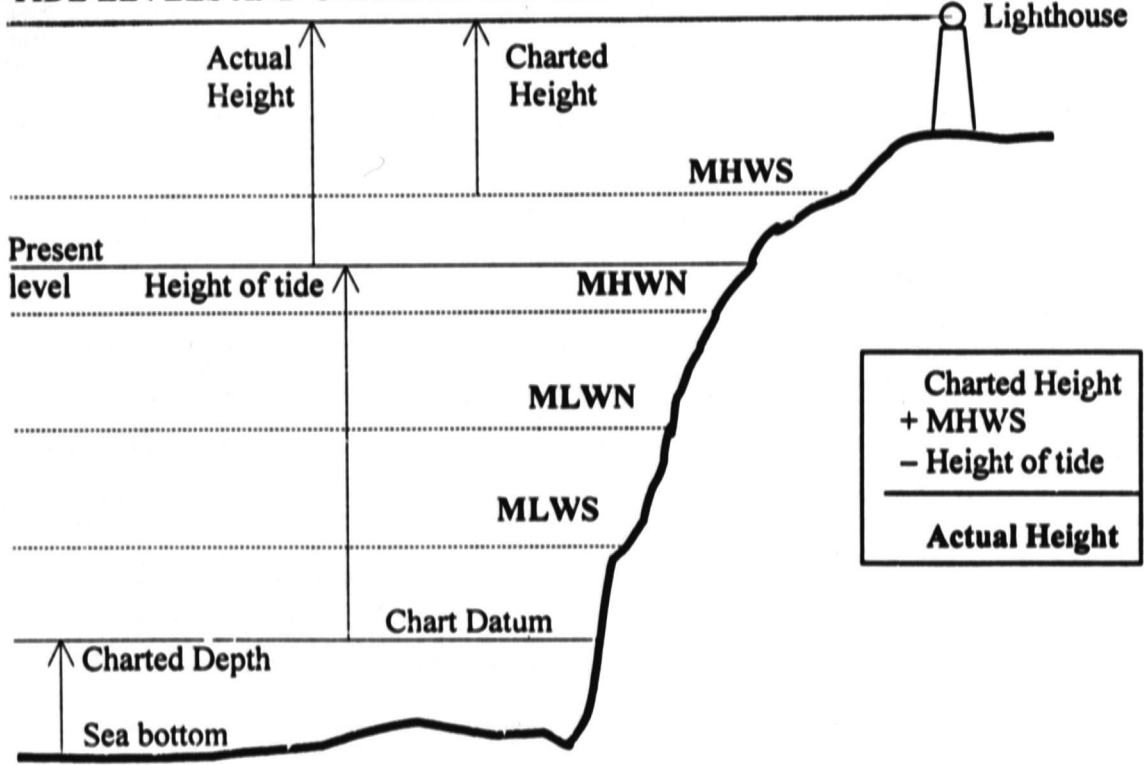 Lighthouse
Actual
Height
Charted
Height
MHWS
Present
level
Height of tide
MHWN
MLWN
MLWS
Chart Datum
Charted Depth
Sea bottom
Charted Height
+ MHWS
– Height of tide
Actual Height